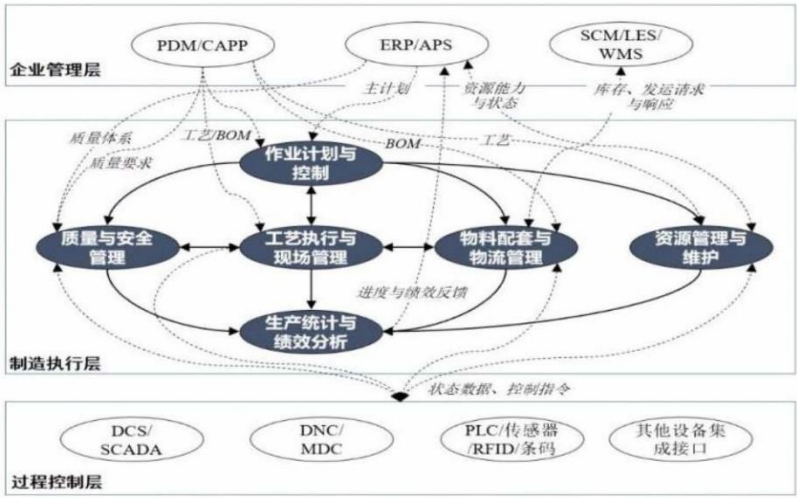 PDM/CAPP
ERP/APS
SCM/LES/
WMS
企业管理层
主计划
资源能力
与状态
库存、发运请求
与响应
质量体系
质量要求
工艺/BOM
BOM
工艺
作业计划与
控制
质量与安全
管理
工艺执行与
现场管理
物料配套与
物流管理
资源管理与
维护
进度与绩效反馈
生产统计与
绩效分析
制造执行层
状态数据、控制指令
DCS/
SCADA
DNC/
MDC
PLC/传感器
/RFID/条码
其他设备集
成接口
过程控制层